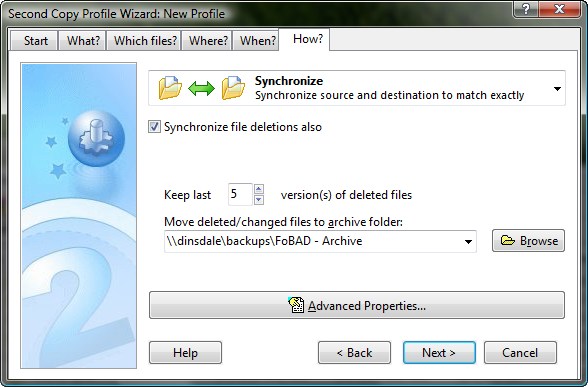 Second Copy Profile Wizard: New Profile
Start What? Which files? Where? When? How?
Synchronize
Synchronize source and destination to match exactly
Synchronize file deletions also
Keep last 5 version(s) of deleted files
Move deleted/changed files to archive folder:
\\dinsdale\backups\FoBAD - Archive Browse
Advanced Properties...
Help < Back Next > Cancel
2